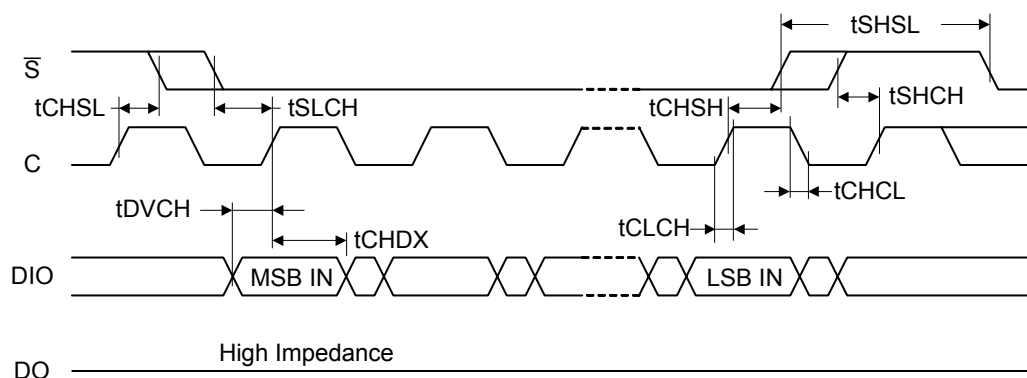 tSHSL
S̅
tCHSL
tSLCH
tCHSH
tSHCH
C
tDVCH
tCHDX
tCLCH
tCHCL
DIO
MSB IN
LSB IN
High Impedance
DO